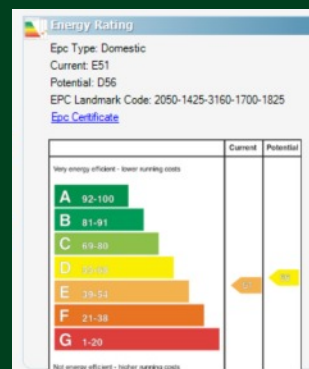 Energy Rating
Epc Type: Domestic
Current: E51
Potential: D56
EPC Landmark Code: 2050-1425-3160-1700-1825
Epc Certificate
Current Potential
Very energy efficient - lower running costs
A 92-100
B 81-91
C 69-80
D
E 39-54
F 21-38
G 1-20
Not energy efficient - higher running costs